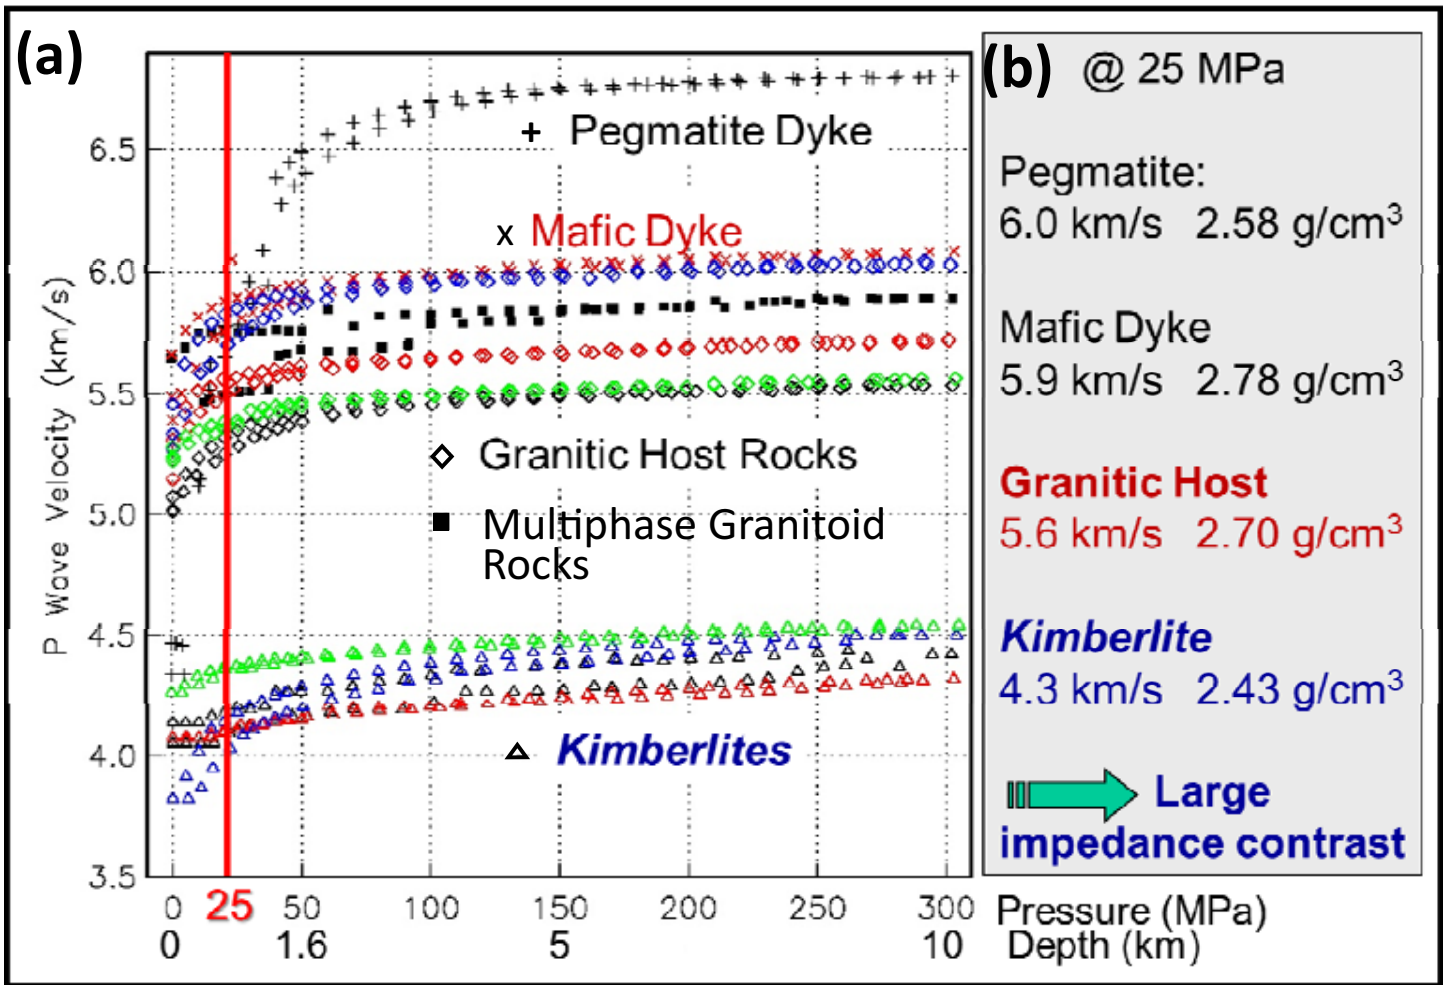 (a)
6.5
6.0
5.5
5.0
4.5
4.0
3.5
P Wave Velocity (km/s)
+ Pegmatite Dyke
x Mafic Dyke
◇ Granitic Host Rocks
■ Multiphase Granitoid
Rocks
△ Kimberlites
0 25 50 100 150 200 250 300 Pressure (MPa)
0 1.6 5 10 Depth (km)
(b) @ 25 MPa
Pegmatite:
6.0 km/s 2.58 g/cm³
Mafic Dyke
5.9 km/s 2.78 g/cm³
Granitic Host
5.6 km/s 2.70 g/cm³
Kimberlite
4.3 km/s 2.43 g/cm³
Large
impedance contrast